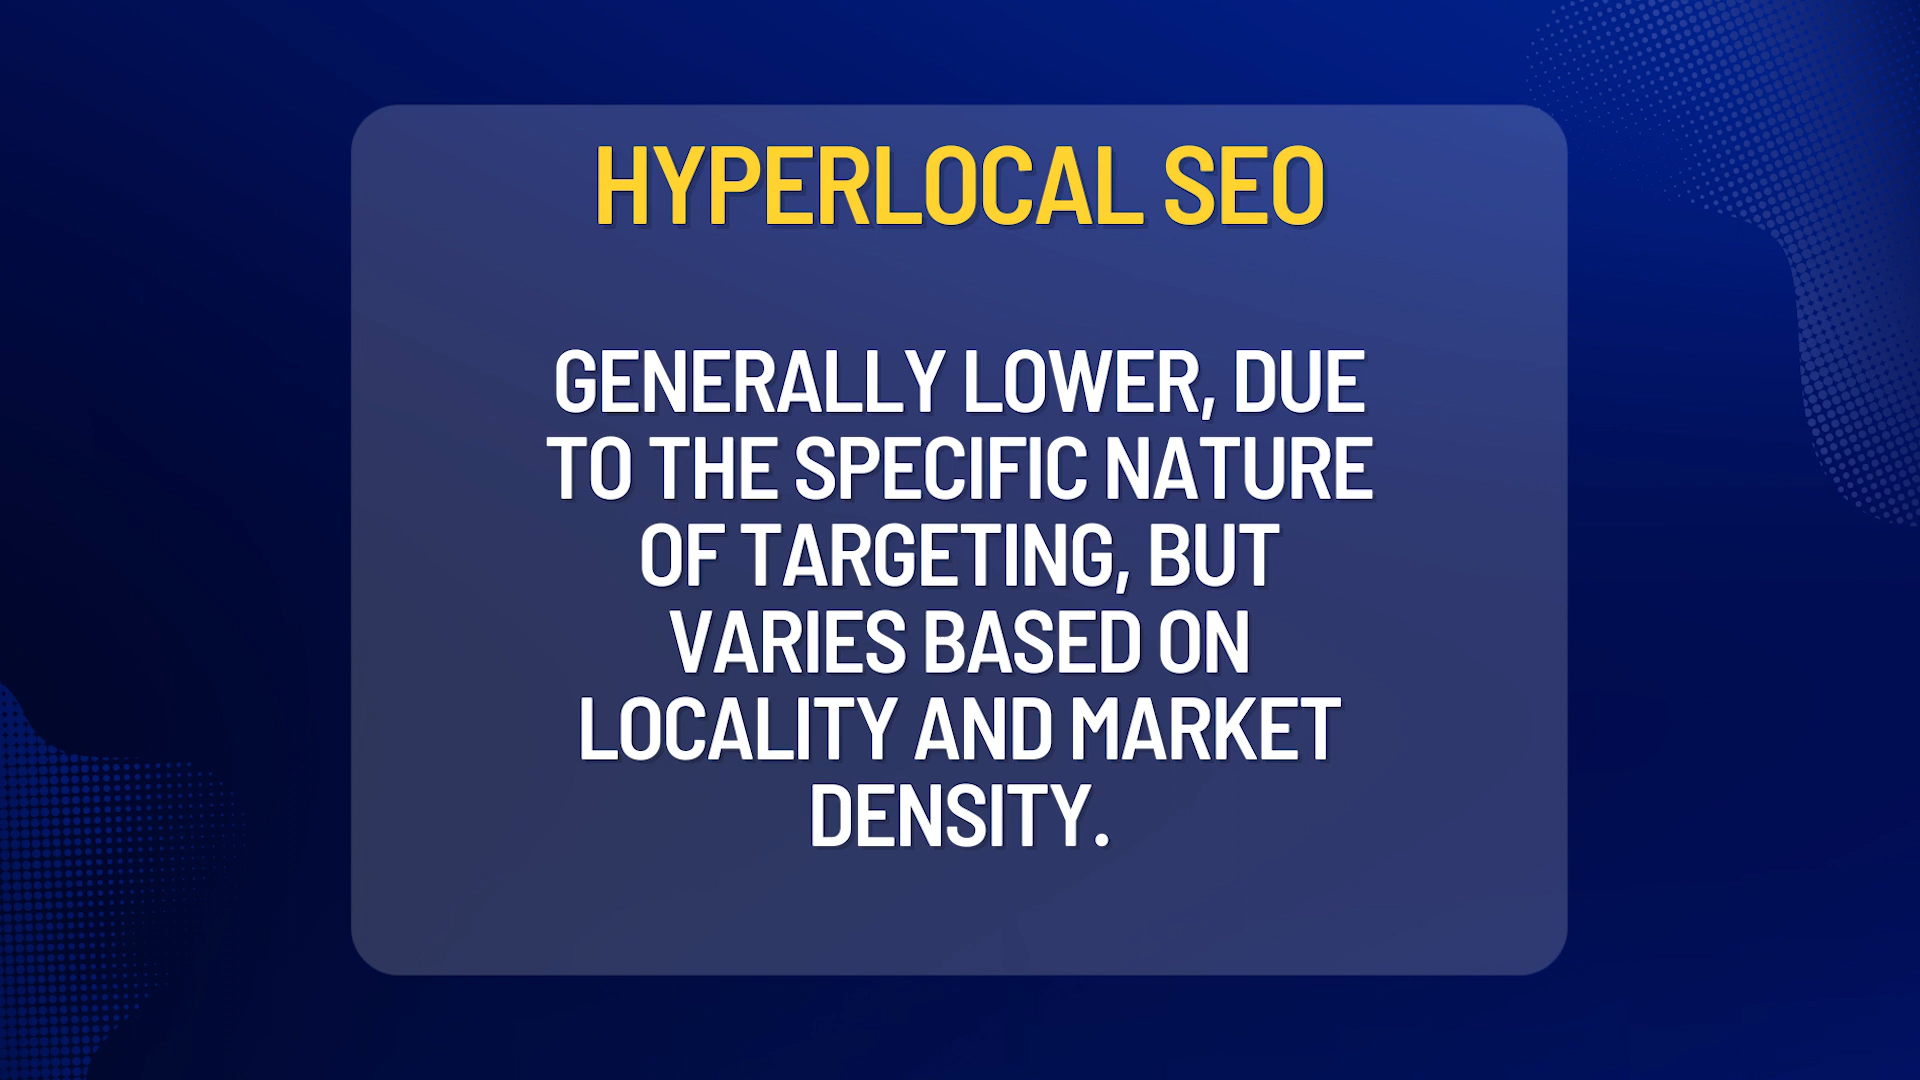 HYPERLOCAL SEO
GENERALLY LOWER, DUE
TO THE SPECIFIC NATURE
OF TARGETING, BUT
VARIES BASED ON
LOCALITY AND MARKET
DENSITY.